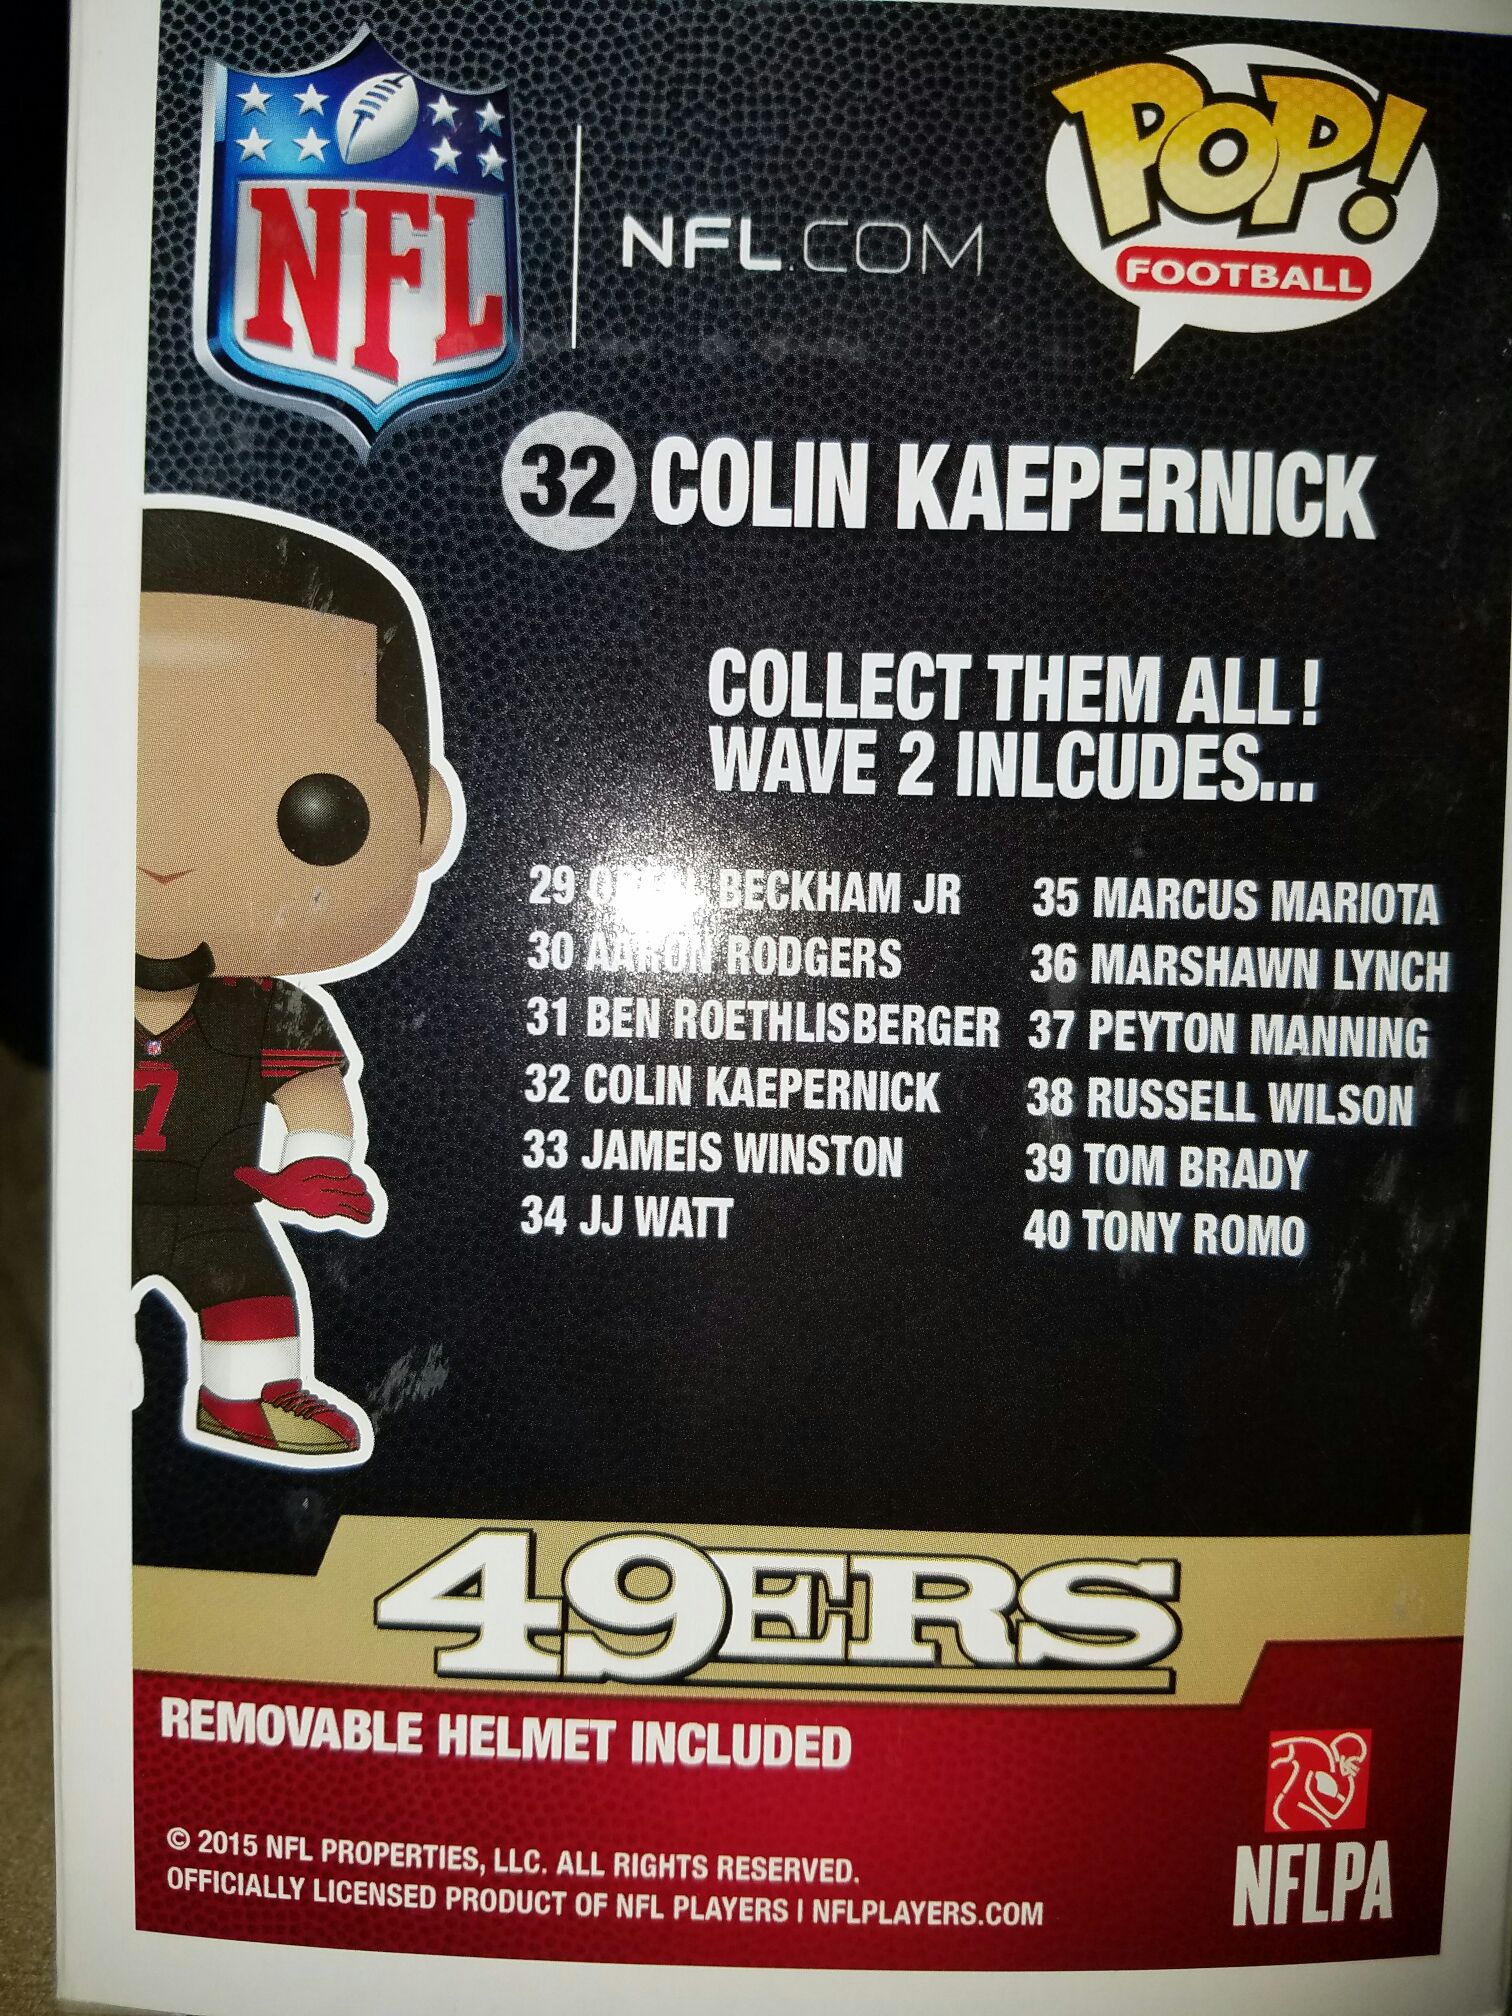 NFL
NFL.COM
POP!
FOOTBALL
32 COLIN KAEPERNICK
COLLECT THEM ALL!
WAVE 2 INLCUDES...
29 BECKHAM JR
30 AARON RODGERS
31 BEN ROETHLISBERGER
32 COLIN KAEPERNICK
33 JAMEIS WINSTON
34 JJ WATT
35 MARCUS MARIOTA
36 MARSHAWN LYNCH
37 PEYTON MANNING
38 RUSSELL WILSON
39 TOM BRADY
40 TONY ROMO
7
49ERS
REMOVABLE HELMET INCLUDED
© 2015 NFL PROPERTIES, LLC. ALL RIGHTS RESERVED.
OFFICIALLY LICENSED PRODUCT OF NFL PLAYERS | NFLPLAYERS.COM
NFLPA